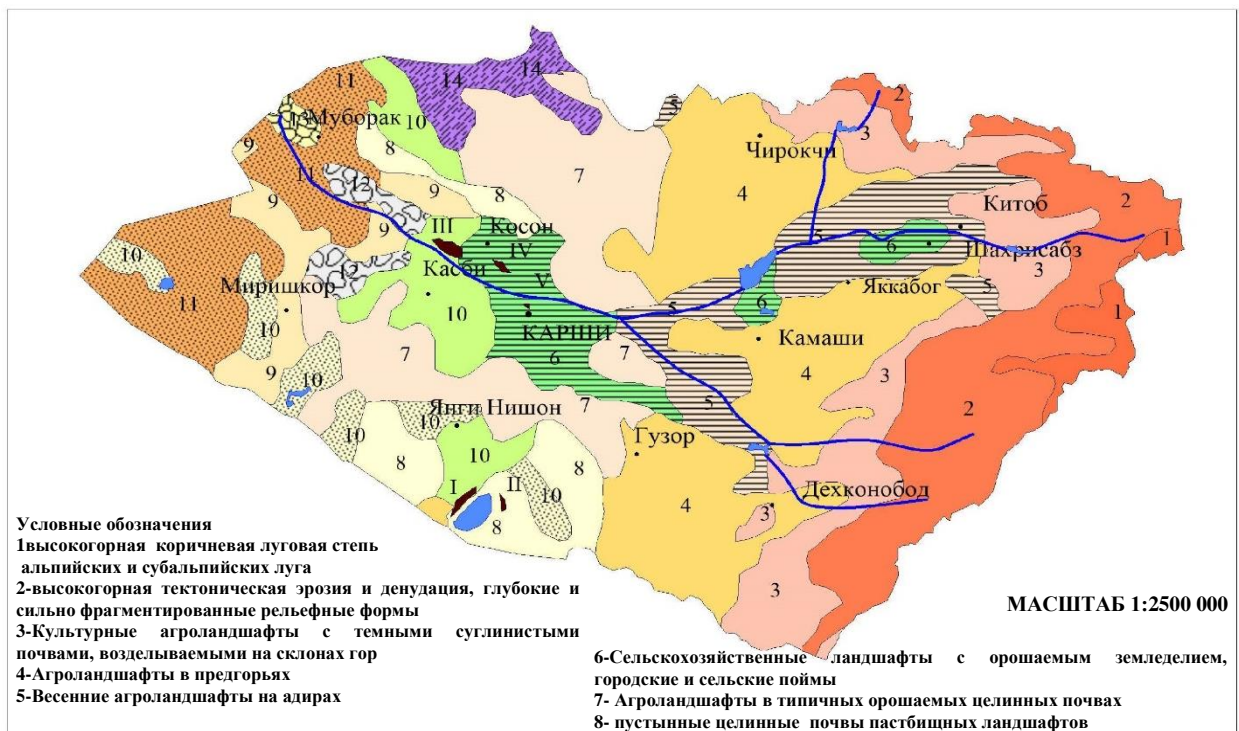 11
14
14
2
5
3
13
Муборак
10
Чирокчи
8
9
11
12
9
8
7
4
Китоб
2
9
III
Косон
5
6
Шахрисабз
1
10
IV
3
12
Касби
V
Яккабог
5
11
Миришкор
6
1
10
10
КАРШИ
5
Камаши
7
6
7
4
3
9
10
7
5
2
10
Янги Нишон
10
Гузор
8
10
8
I
II
10
4
Дехконобод
3
8
3
Условные обозначения
1высокогорная коричневая луговая степь
альпийских и субальпийских луга
2-высокогорная тектоническая эрозия и денудация, глубокие и
сильно фрагментированные рельефные формы
3-Культурные агроландшафты с темными суглинистыми
почвами, возделываемыми на склонах гор
4-Агроландшафты в предгорьях
5-Весенние агроландшафты на адирах
МАСШТАБ 1:2500 000
6-Сельскохозяйственные ландшафты с орошаемым земледелием,
городские и сельские поймы
7- Агроландшафты в типичных орошаемых целинных почвах
8- пустынные целинные почвы пастбищных ландшафтов